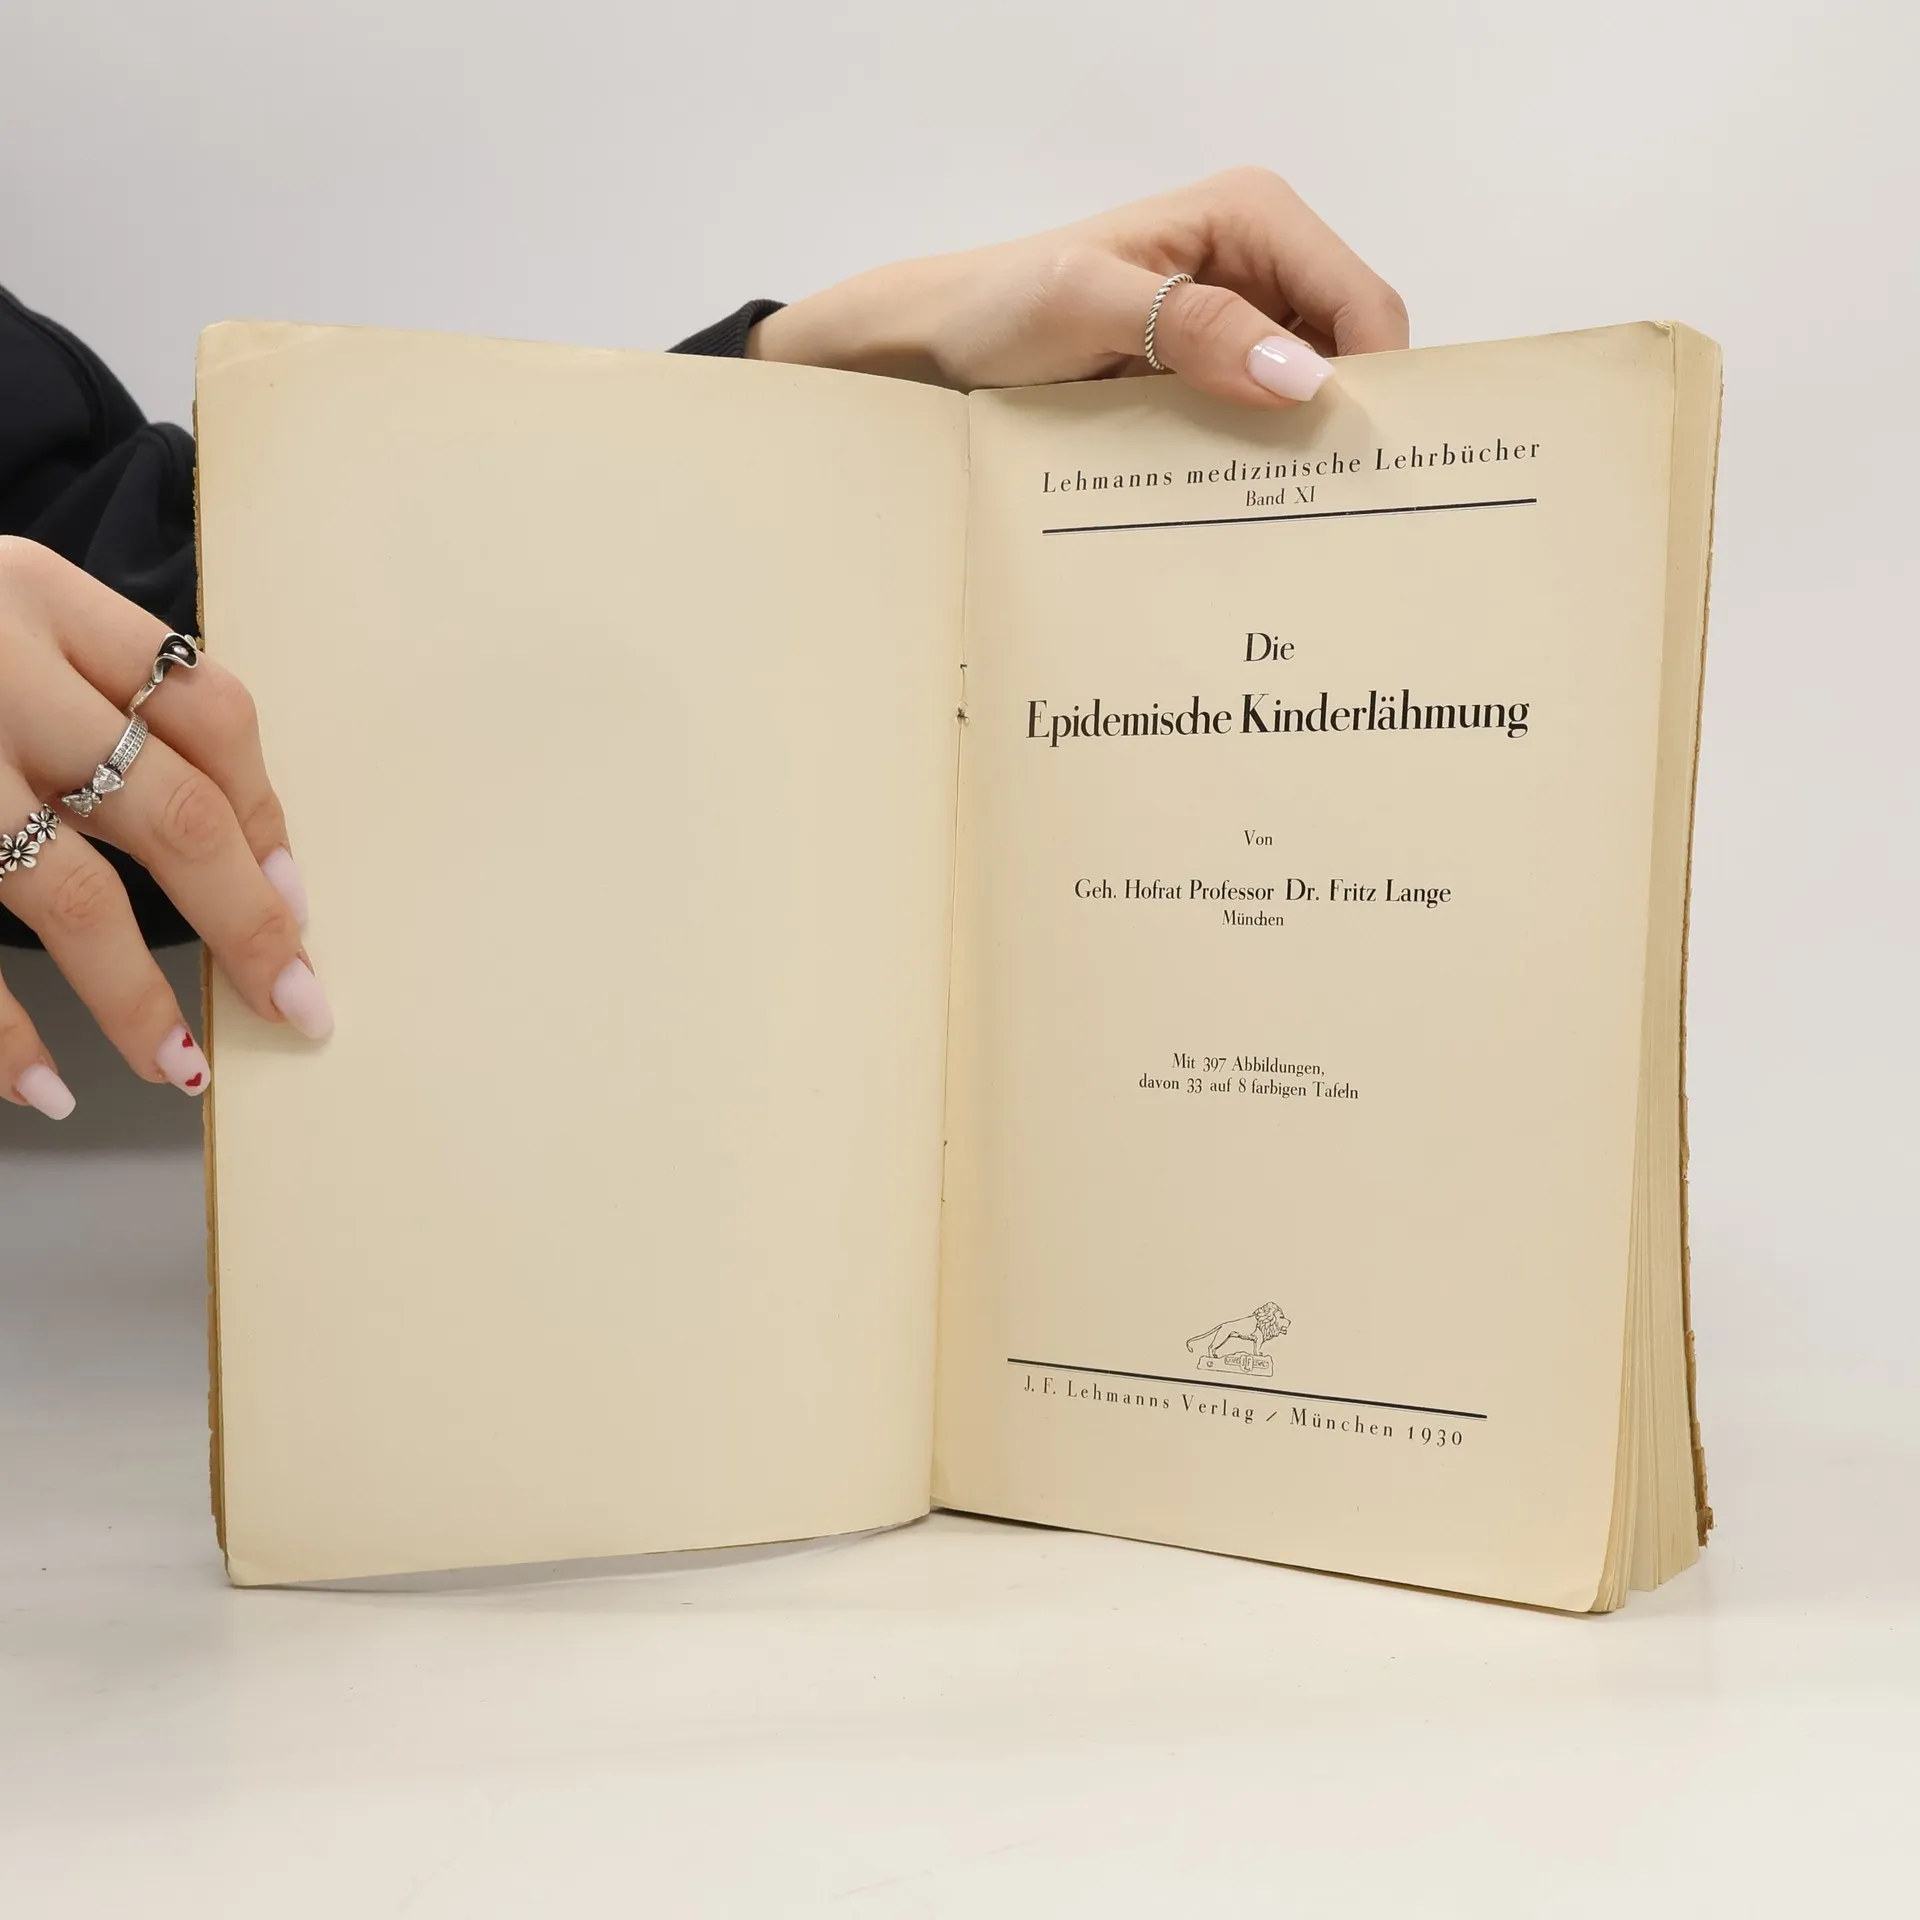 Lehmanns medizinische Lehrbücher
Band XI
Die
Epidemische Kinderlähmung
Von
Geh. Hofrat Professor Dr. Fritz Lange
München
Mit 397 Abbildungen,
davon 33 auf 8 farbigen Tafeln
J. F. Lehmanns Verlag / München 1930